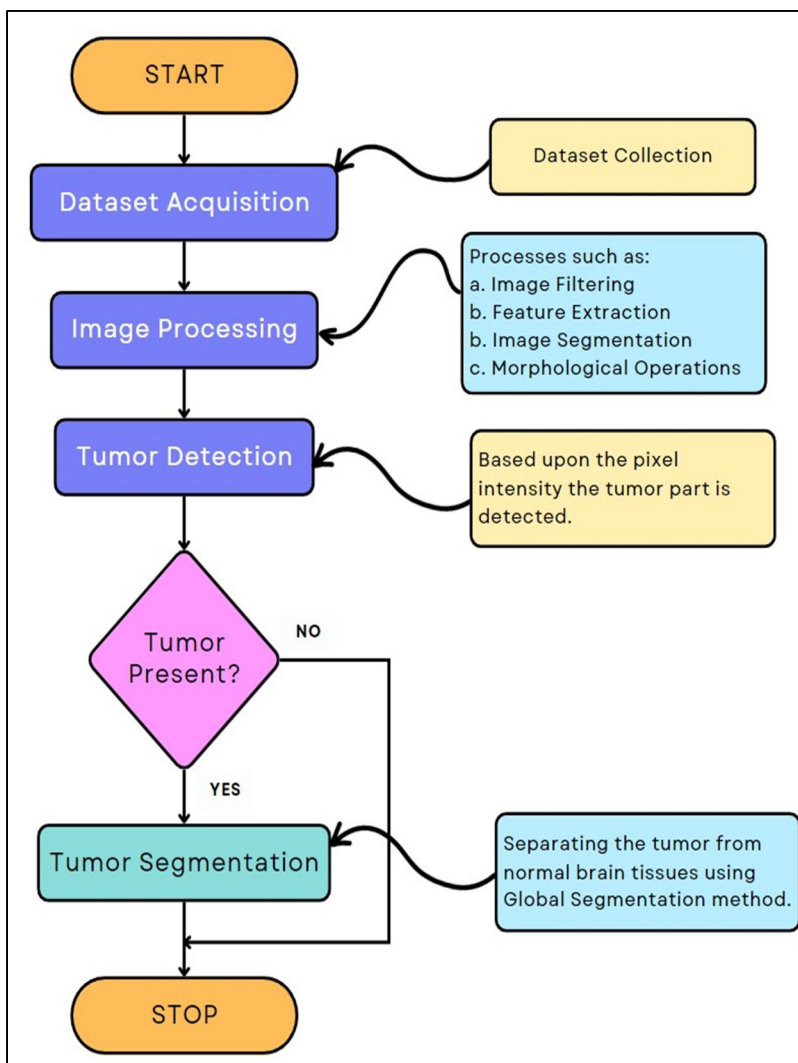 START
Dataset Acquisition
Dataset Collection
Image Processing
Processes such as:
a. Image Filtering
b. Feature Extraction
b. Image Segmentation
c. Morphological Operations
Tumor Detection
Based upon the pixel
intensity the tumor part is
detected.
Tumor
Present?
NO
YES
Tumor Segmentation
Separating the tumor from
normal brain tissues using
Global Segmentation method.
STOP